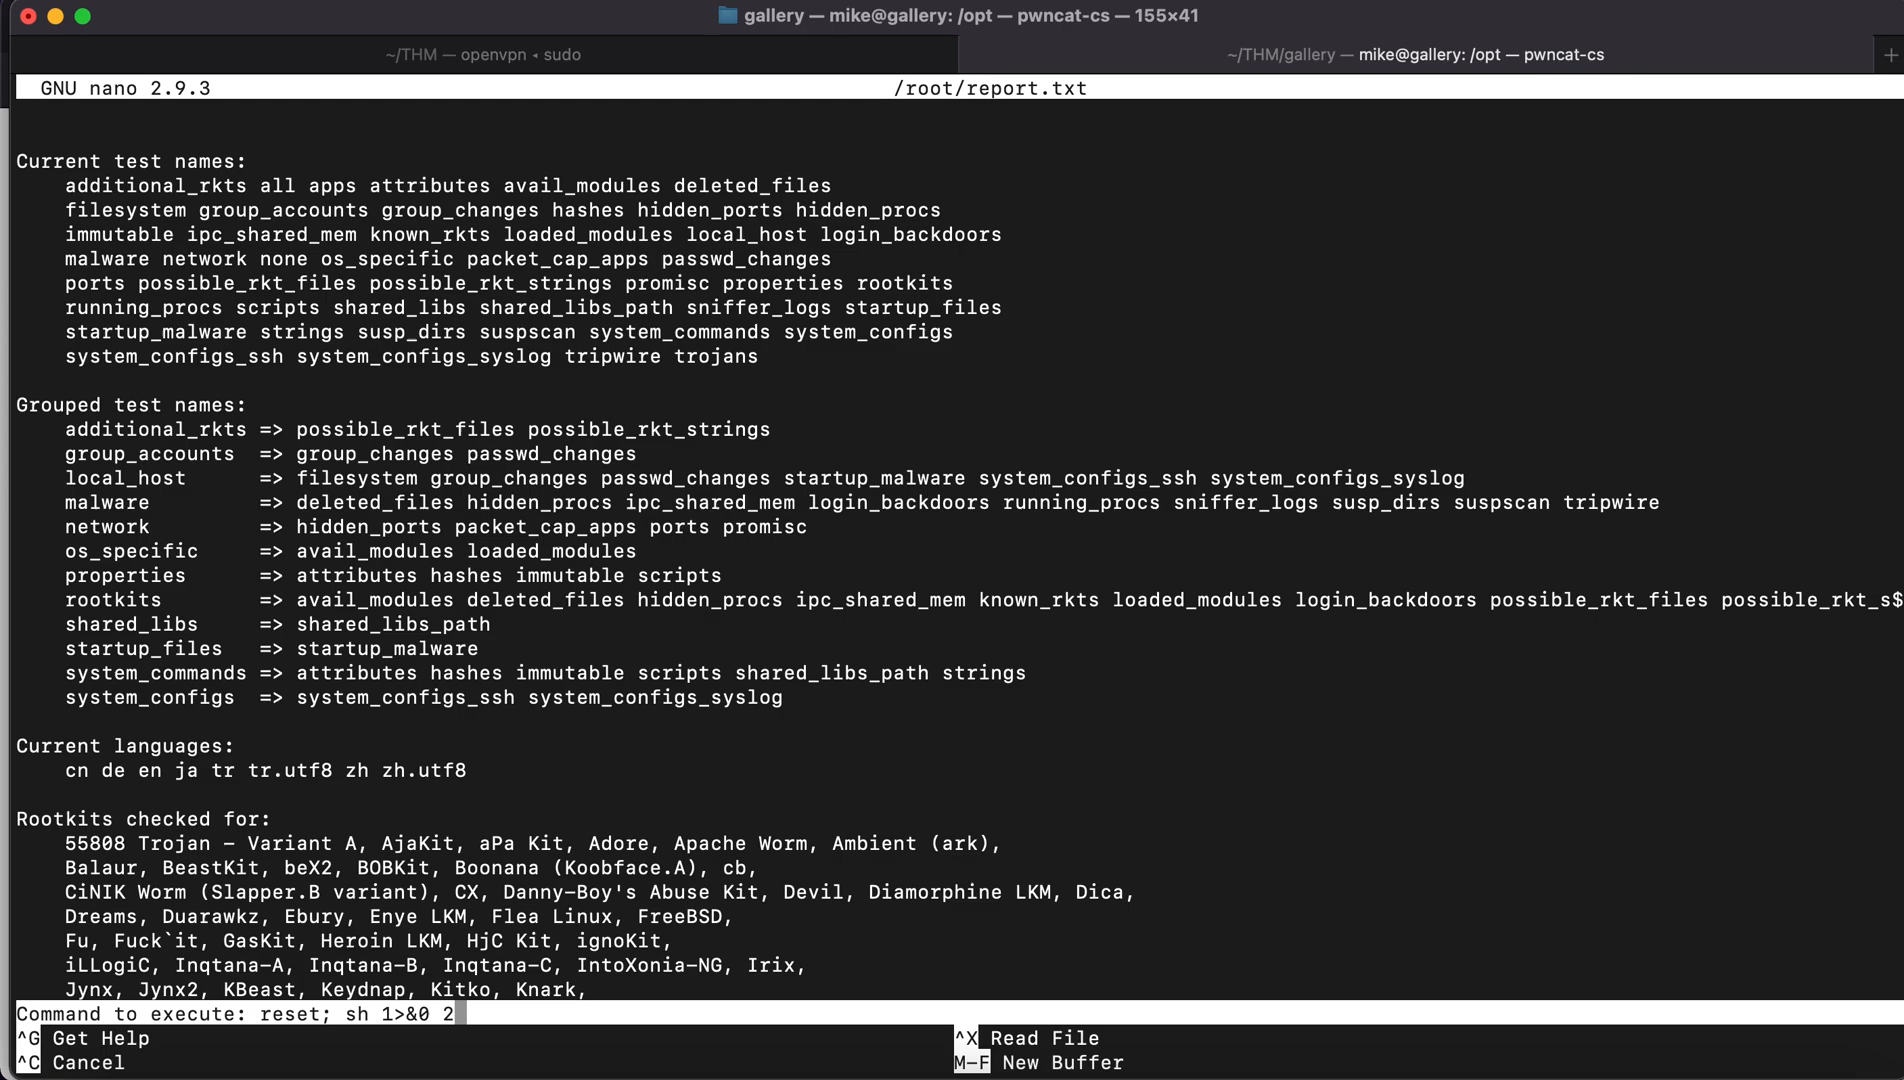 gallery — mike@gallery: /opt — pwncat-cs — 155×41
~/THM — openvpn ◂ sudo
~/THM/gallery — mike@gallery: /opt — pwncat-cs
+
GNU nano 2.9.3 /root/report.txt
Current test names:
additional_rkts all apps attributes avail_modules deleted_files
filesystem group_accounts group_changes hashes hidden_ports hidden_procs
immutable ipc_shared_mem known_rkts loaded_modules local_host login_backdoors
malware network none os_specific packet_cap_apps passwd_changes
ports possible_rkt_files possible_rkt_strings promisc properties rootkits
running_procs scripts shared_libs shared_libs_path sniffer_logs startup_files
startup_malware strings susp_dirs suspscan system_commands system_configs
system_configs_ssh system_configs_syslog tripwire trojans
Grouped test names:
additional_rkts => possible_rkt_files possible_rkt_strings
group_accounts  => group_changes passwd_changes
local_host      => filesystem group_changes passwd_changes startup_malware system_configs_ssh system_configs_syslog
malware         => deleted_files hidden_procs ipc_shared_mem login_backdoors running_procs sniffer_logs susp_dirs suspscan tripwire
network         => hidden_ports packet_cap_apps ports promisc
os_specific     => avail_modules loaded_modules
properties      => attributes hashes immutable scripts
rootkits        => avail_modules deleted_files hidden_procs ipc_shared_mem known_rkts loaded_modules login_backdoors possible_rkt_files possible_rkt_s$
shared_libs     => shared_libs_path
startup_files   => startup_malware
system_commands => attributes hashes immutable scripts shared_libs_path strings
system_configs  => system_configs_ssh system_configs_syslog
Current languages:
cn de en ja tr tr.utf8 zh zh.utf8
Rootkits checked for:
55808 Trojan - Variant A, AjaKit, aPa Kit, Adore, Apache Worm, Ambient (ark),
Balaur, BeastKit, beX2, BOBKit, Boonana (Koobface.A), cb,
CiNIK Worm (Slapper.B variant), CX, Danny-Boy's Abuse Kit, Devil, Diamorphine LKM, Dica,
Dreams, Duarawkz, Ebury, Enye LKM, Flea Linux, FreeBSD,
Fu, Fuck`it, GasKit, Heroin LKM, HjC Kit, ignoKit,
iLLogiC, Inqtana-A, Inqtana-B, Inqtana-C, IntoXonia-NG, Irix,
Jynx, Jynx2, KBeast, Keydnap, Kitko, Knark,
Command to execute: reset; sh 1>&0 2
^G Get Help ^X Read File
^C Cancel M-F New Buffer